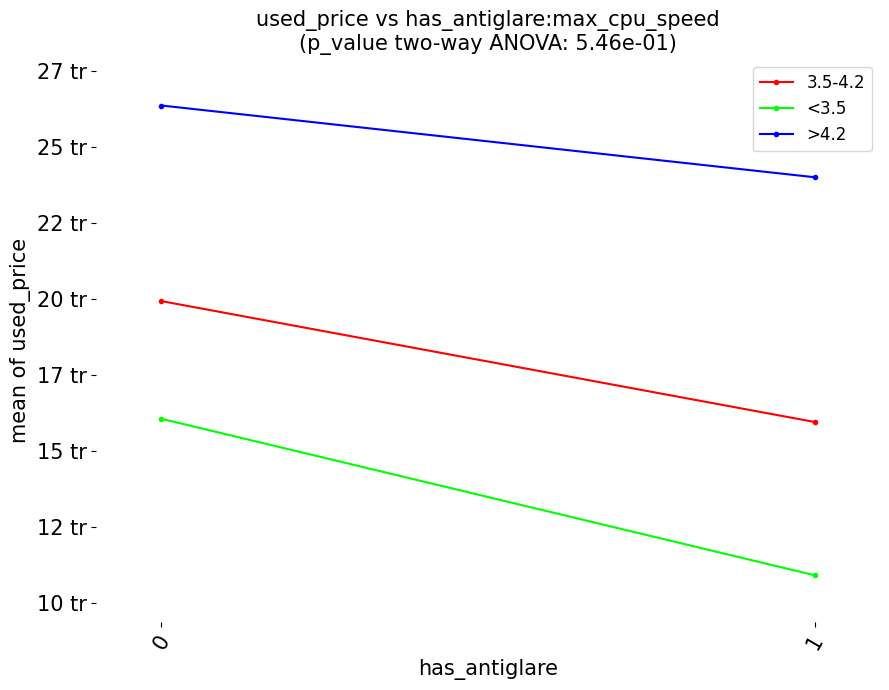 used_price vs has_antiglare:max_cpu_speed
(p_value two-way ANOVA: 5.46e-01)
27 tr
25 tr
22 tr
20 tr
17 tr
15 tr
12 tr
10 tr
mean of used_price
3.5-4.2
<3.5
>4.2
0
1
has_antiglare